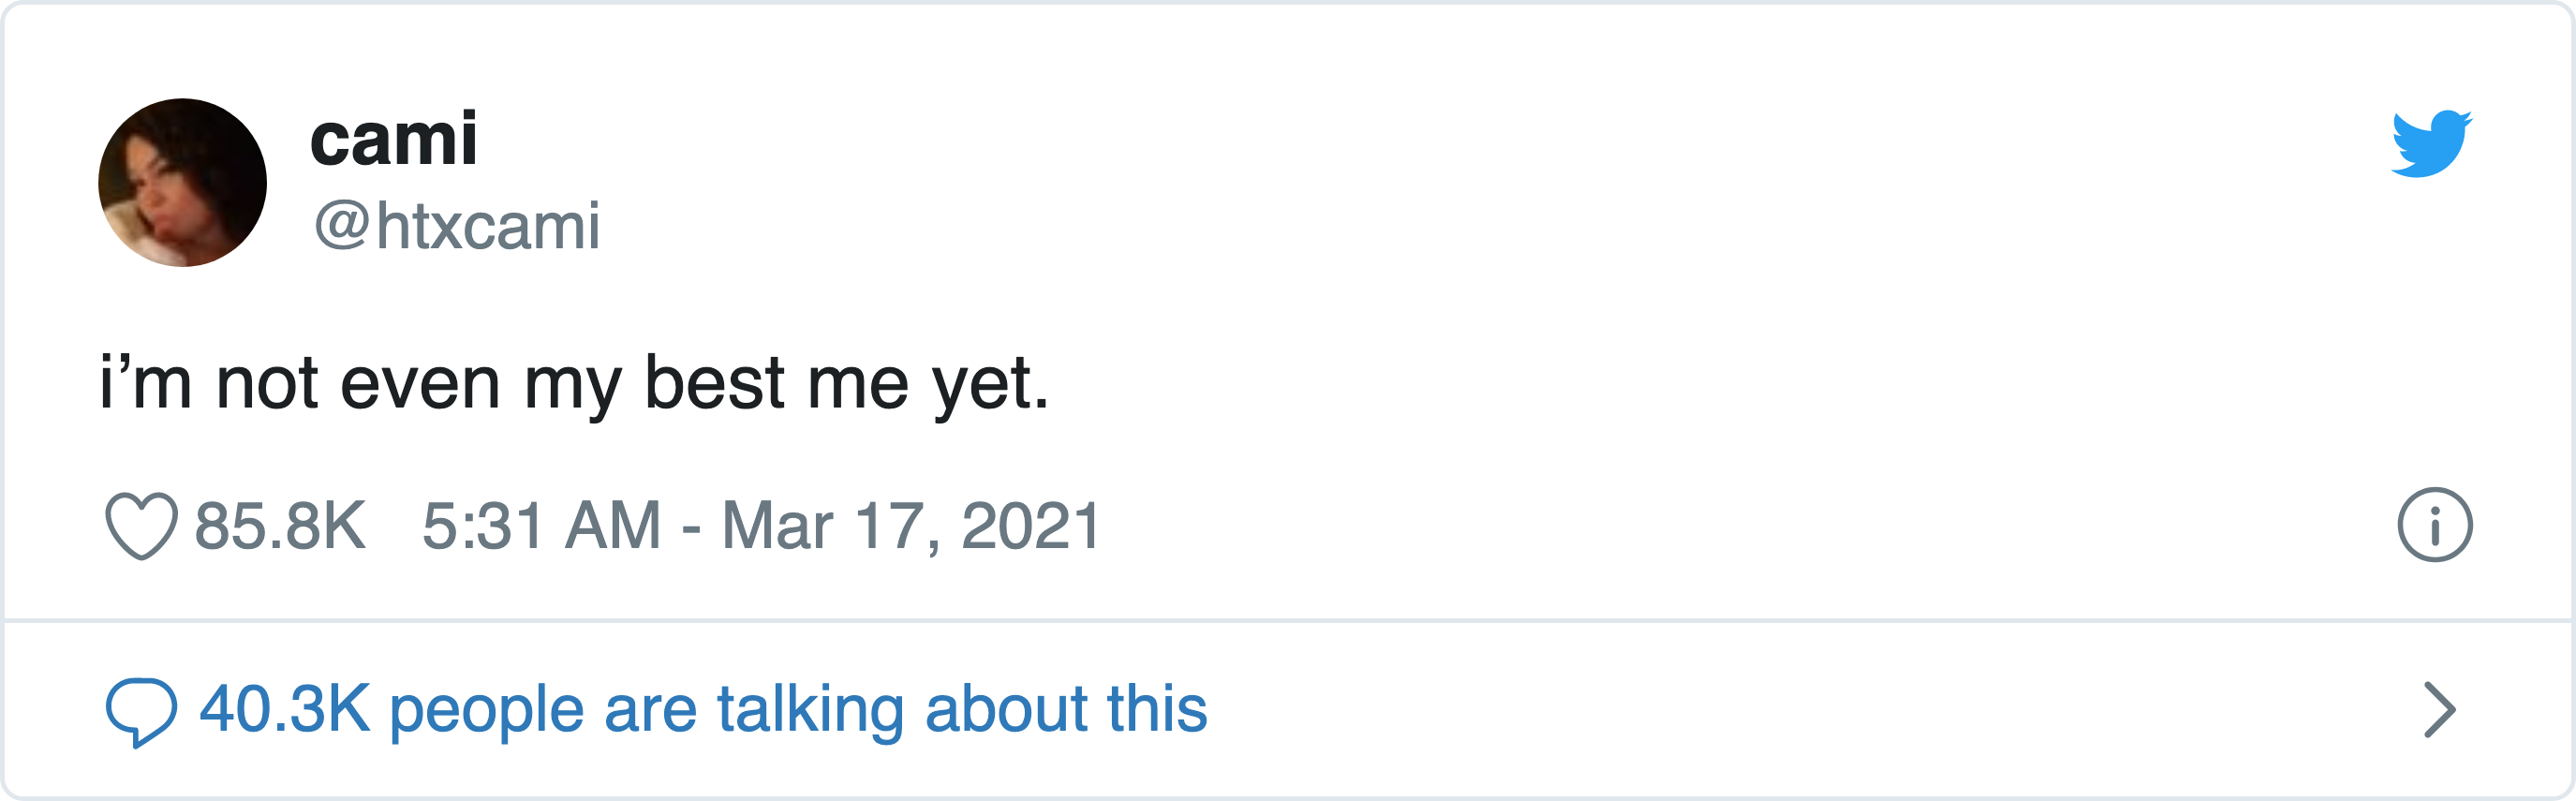 cami
@htxcami
i’m not even my best me yet.
85.8K 5:31 AM - Mar 17, 2021
40.3K people are talking about this